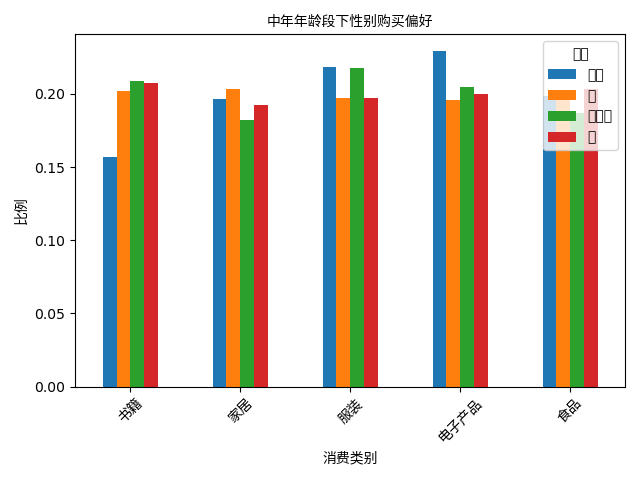 中年年龄段下性别购买偏好
比例
0.20
0.15
0.10
0.05
0.00
书籍
家居
服装
电子产品
食品
消费类别